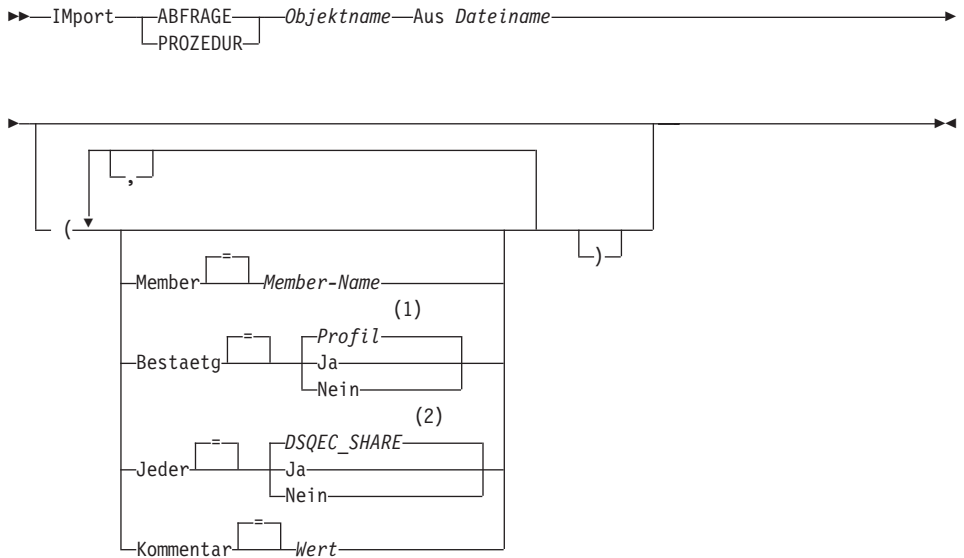 IMport ABFRAGE Objektname Aus Dateiname
PROZEDUR
,
(
)
=
Member Member-Name
(1)
= Profil
Bestaetg Ja
Nein
(2)
= DSQEC_SHARE
Jeder Ja
Nein
=
Kommentar Wert